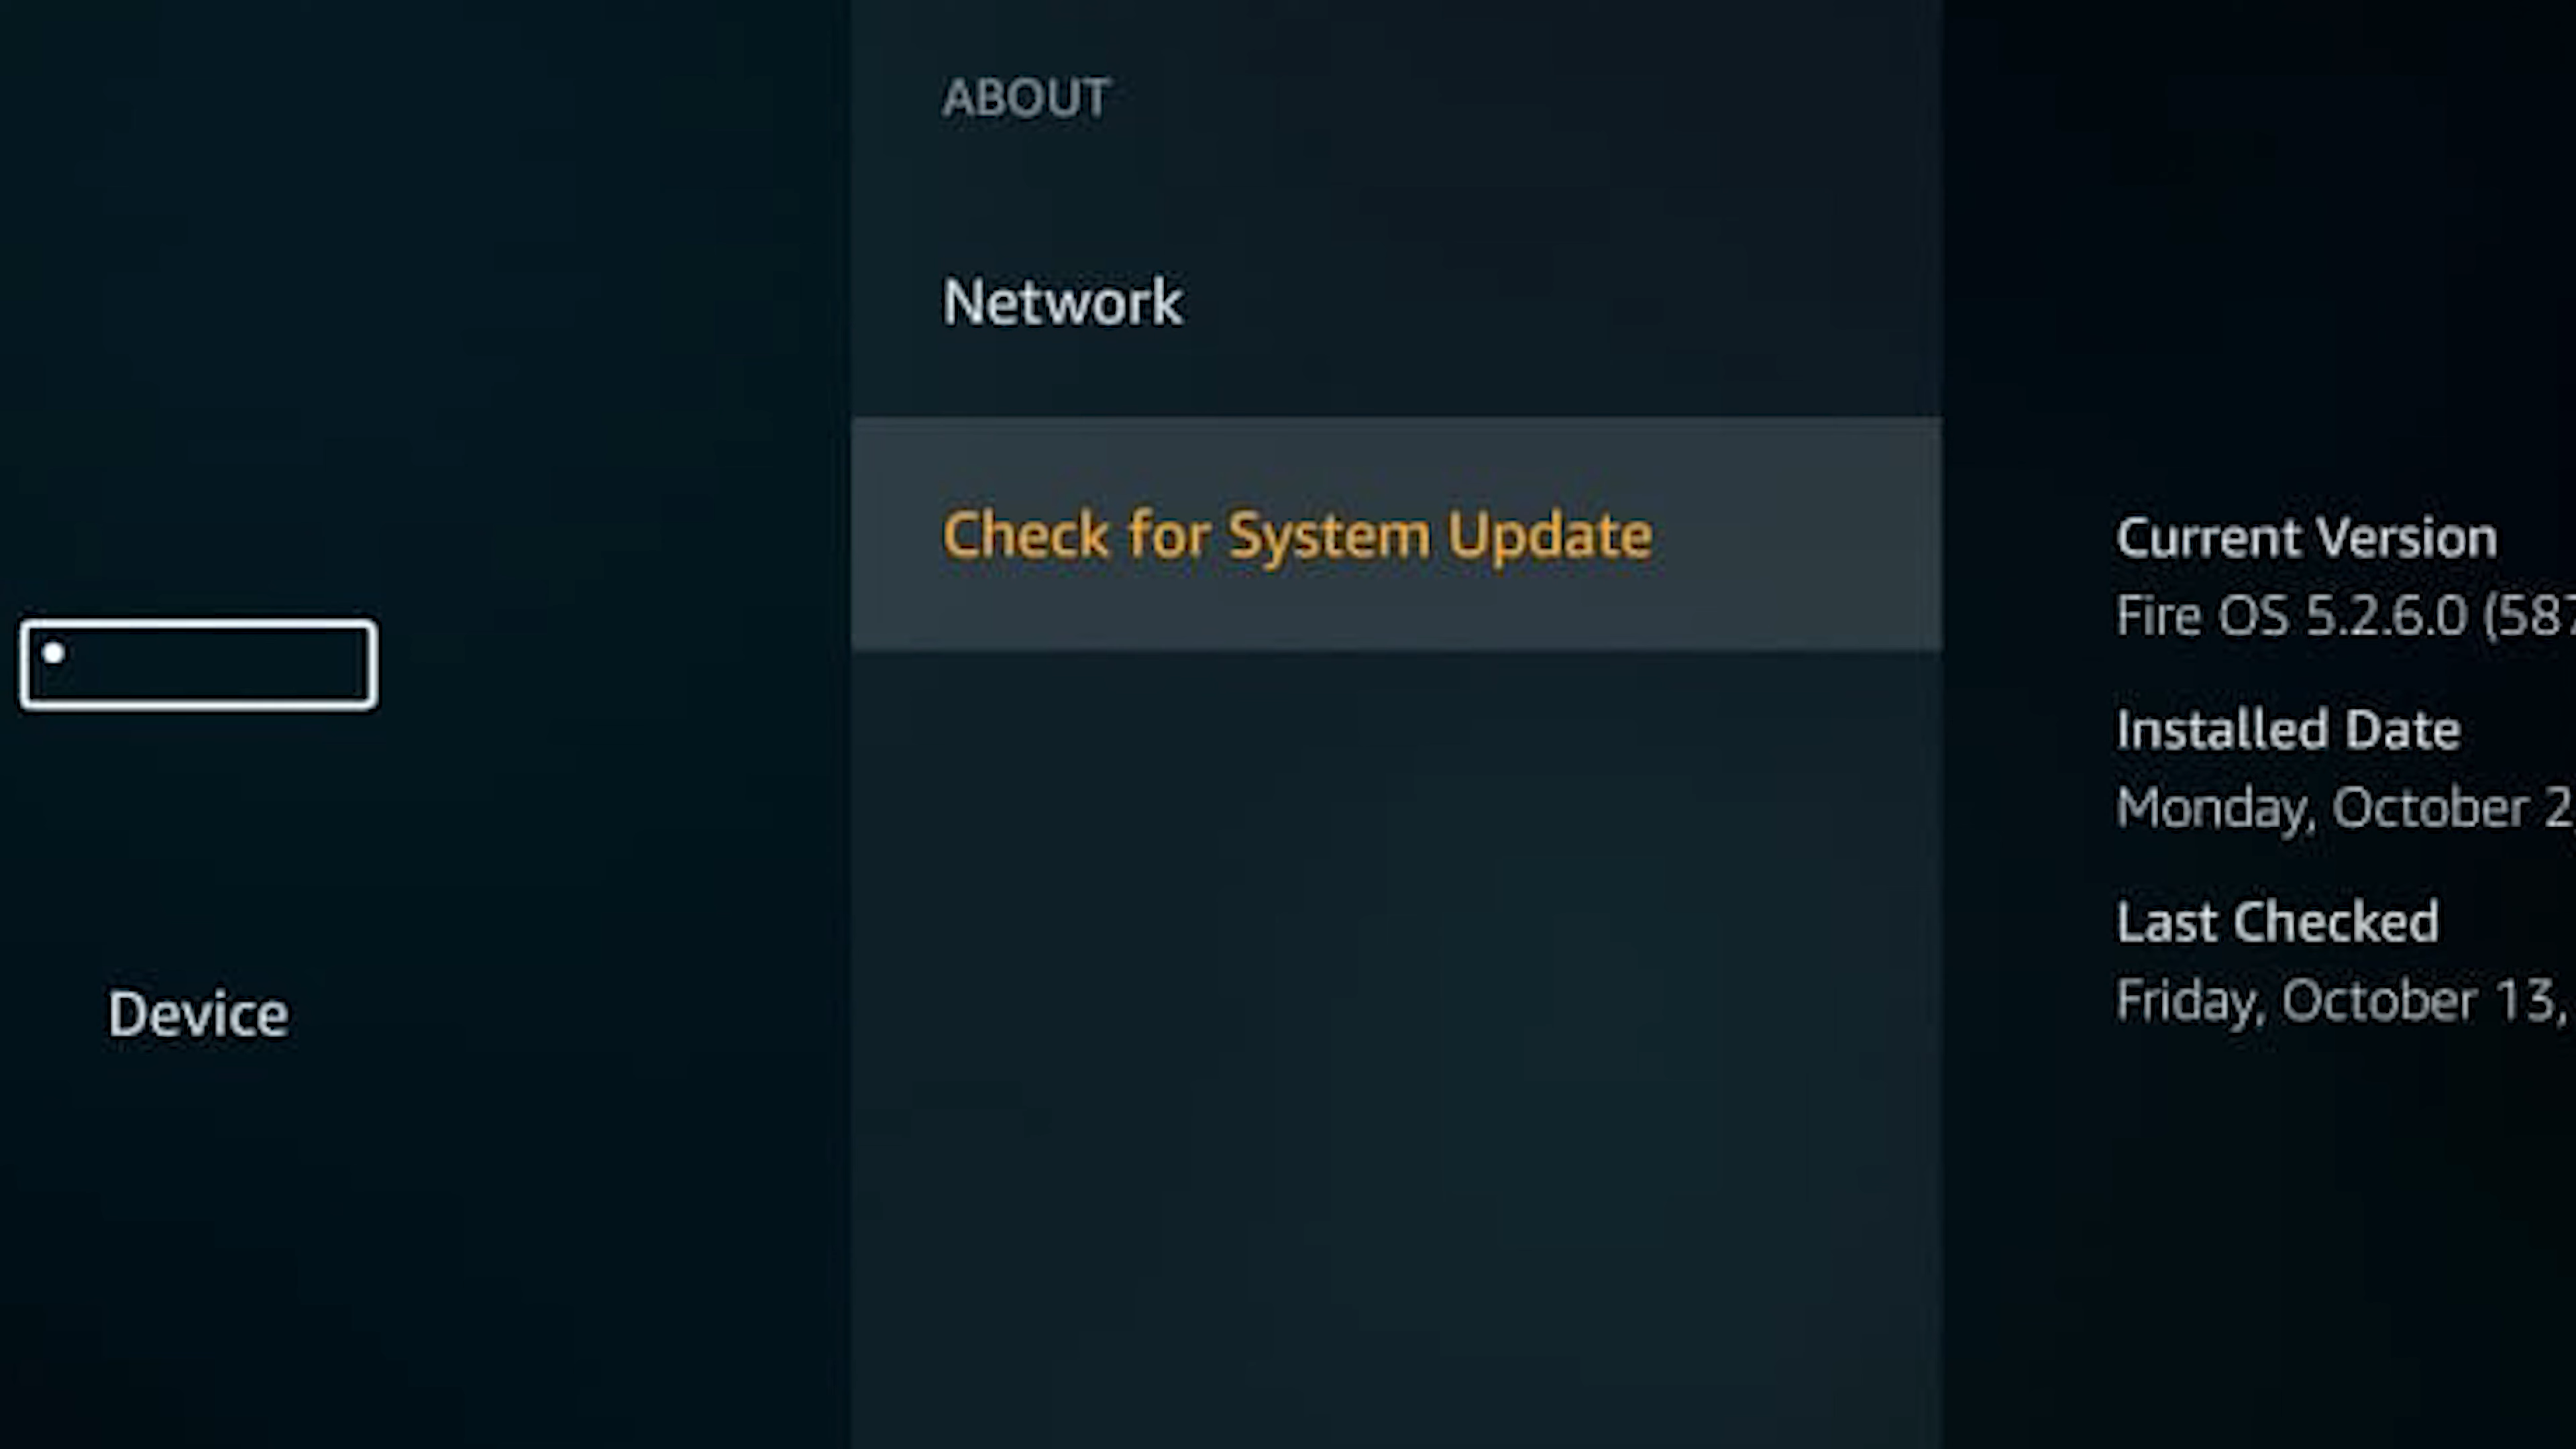 ABOUT
Network
Check for System Update
Device
Current Version
Fire OS 5.2.6.0 (587
Installed Date
Monday, October 2
Last Checked
Friday, October 13,